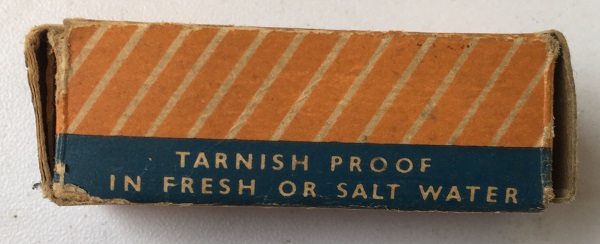 TARNISH PROOF
IN FRESH OR SALT WATER